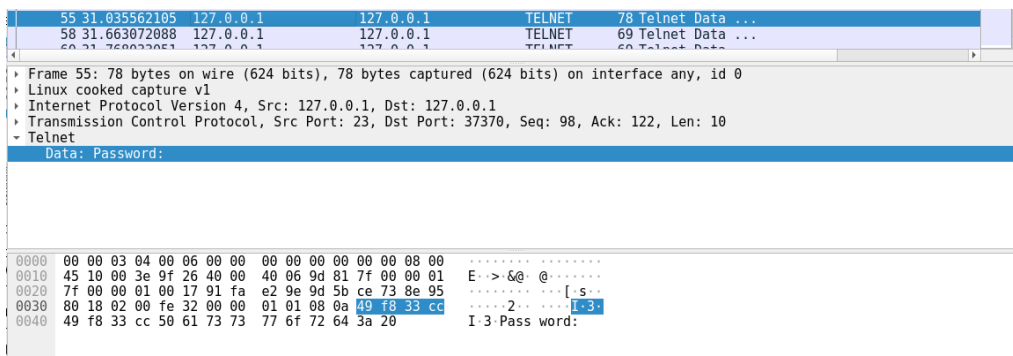 55 31.035562105 127.0.0.1 127.0.0.1 TELNET 78 Telnet Data ...
58 31.663072088 127.0.0.1 127.0.0.1 TELNET 69 Telnet Data ...
Frame 55: 78 bytes on wire (624 bits), 78 bytes captured (624 bits) on interface any, id 0
Linux cooked capture v1
Internet Protocol Version 4, Src: 127.0.0.1, Dst: 127.0.0.1
Transmission Control Protocol, Src Port: 23, Dst Port: 37370, Seq: 98, Ack: 122, Len: 10
Telnet
Data: Password:
0000 00 00 03 04 00 06 00 00 00 00 00 00 00 00 08 00 ········ ········
0010 45 10 00 3e 9f 26 40 00 40 06 9d 81 7f 00 00 01 E··>·&@· @·······
0020 7f 00 00 01 00 17 91 fa e2 9e 9d 5b ce 73 8e 95 ········ ···[·s··
0030 80 18 02 00 fe 32 00 00 01 01 08 0a 49 f8 33 cc ·····2·· ····I·3·
0040 49 f8 33 cc 50 61 73 73 77 6f 72 64 3a 20 I·3·Pass word: